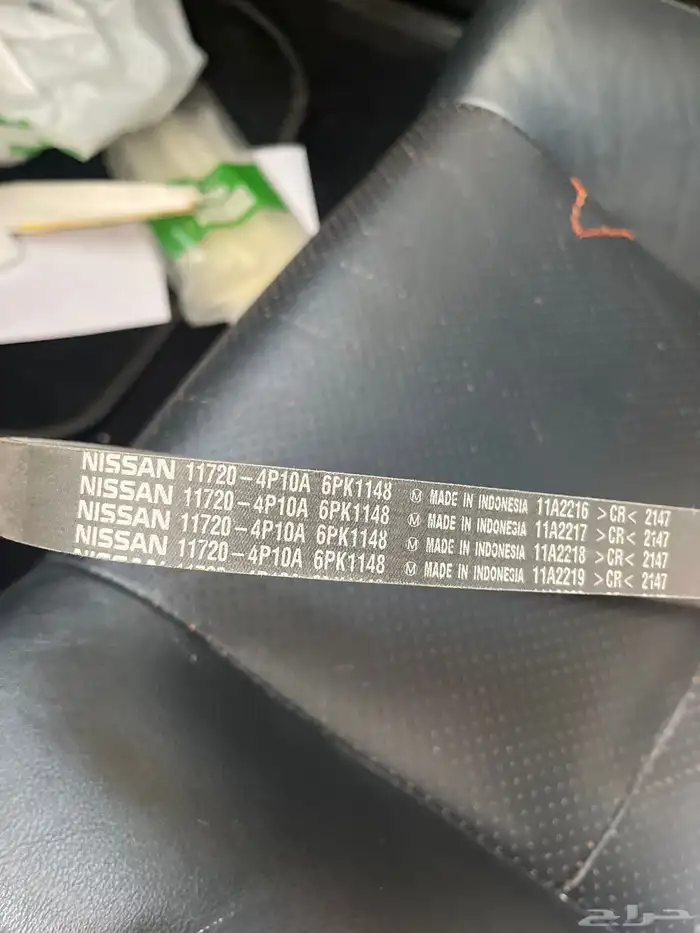 NISSAN 11720-4P10A 6PK1148 Ⓜ MADE IN INDONESIA 11A2216 >CR< 2147
NISSAN 11720-4P10A 6PK1148 Ⓜ MADE IN INDONESIA 11A2217 >CR< 2147
NISSAN 11720-4P10A 6PK1148 Ⓜ MADE IN INDONESIA 11A2218 >CR< 2147
NISSAN 11720-4P10A 6PK1148 Ⓜ MADE IN INDONESIA 11A2219 >CR< 2147
حراج